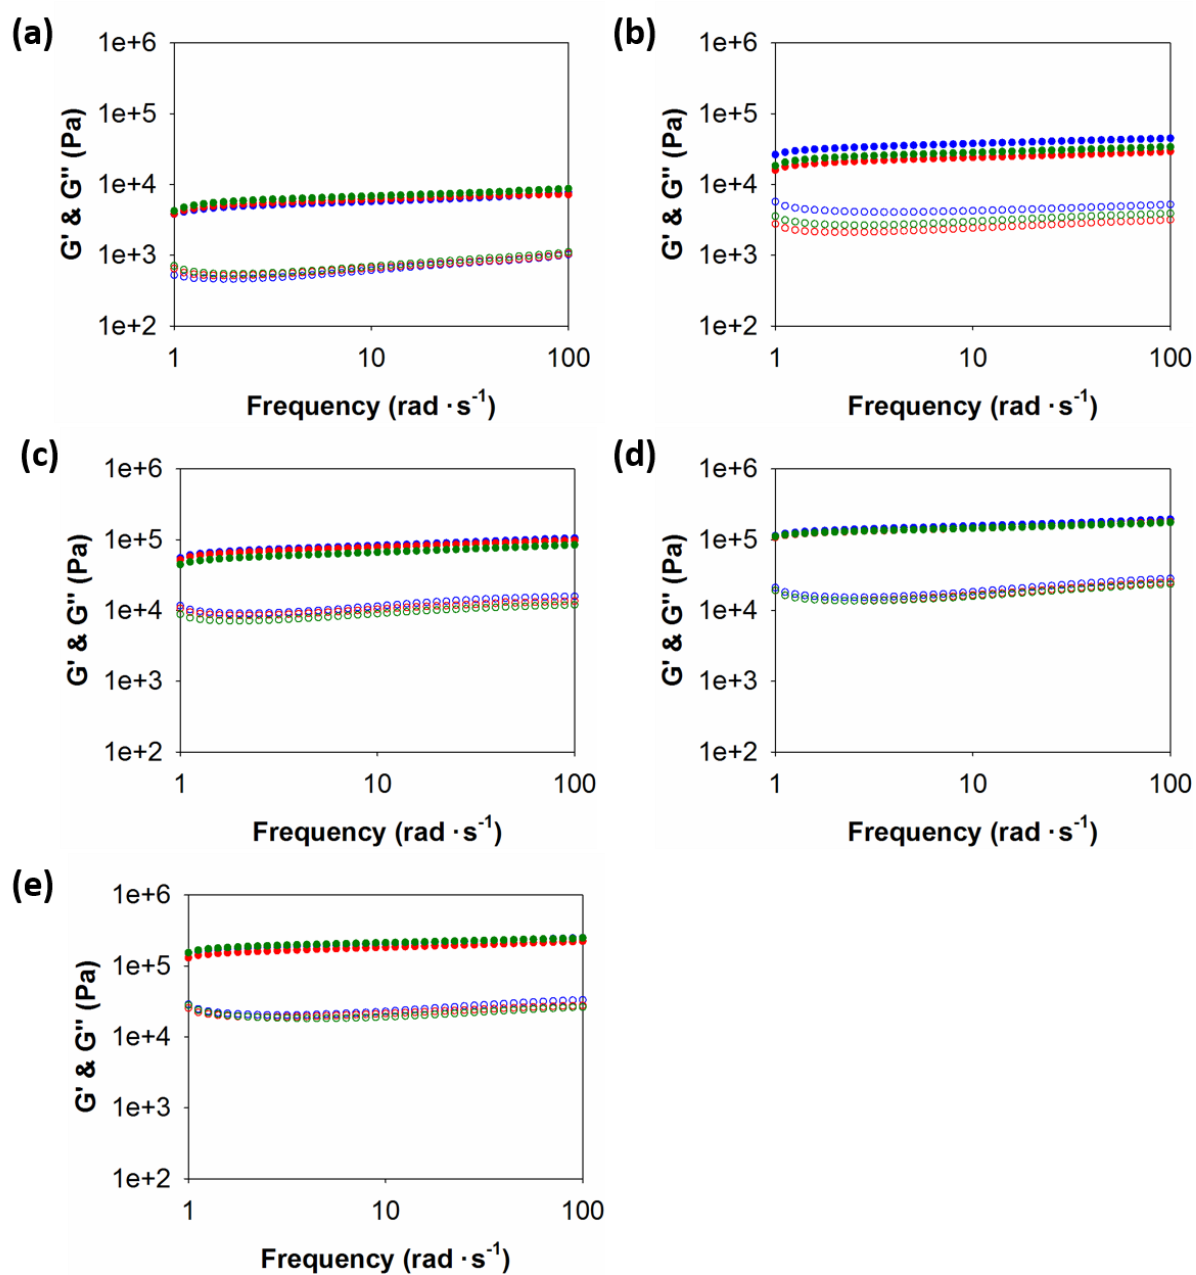 (a)
1e+6
1e+5
1e+4
1e+3
1e+2
G' & G'' (Pa)
1 10 100
Frequency (rad · s⁻¹)
(b)
1e+6
1e+5
1e+4
1e+3
1e+2
G' & G'' (Pa)
1 10 100
Frequency (rad · s⁻¹)
(c)
1e+6
1e+5
1e+4
1e+3
1e+2
G' & G'' (Pa)
1 10 100
Frequency (rad · s⁻¹)
(d)
1e+6
1e+5
1e+4
1e+3
1e+2
G' & G'' (Pa)
1 10 100
Frequency (rad · s⁻¹)
(e)
1e+6
1e+5
1e+4
1e+3
1e+2
G' & G'' (Pa)
1 10 100
Frequency (rad · s⁻¹)